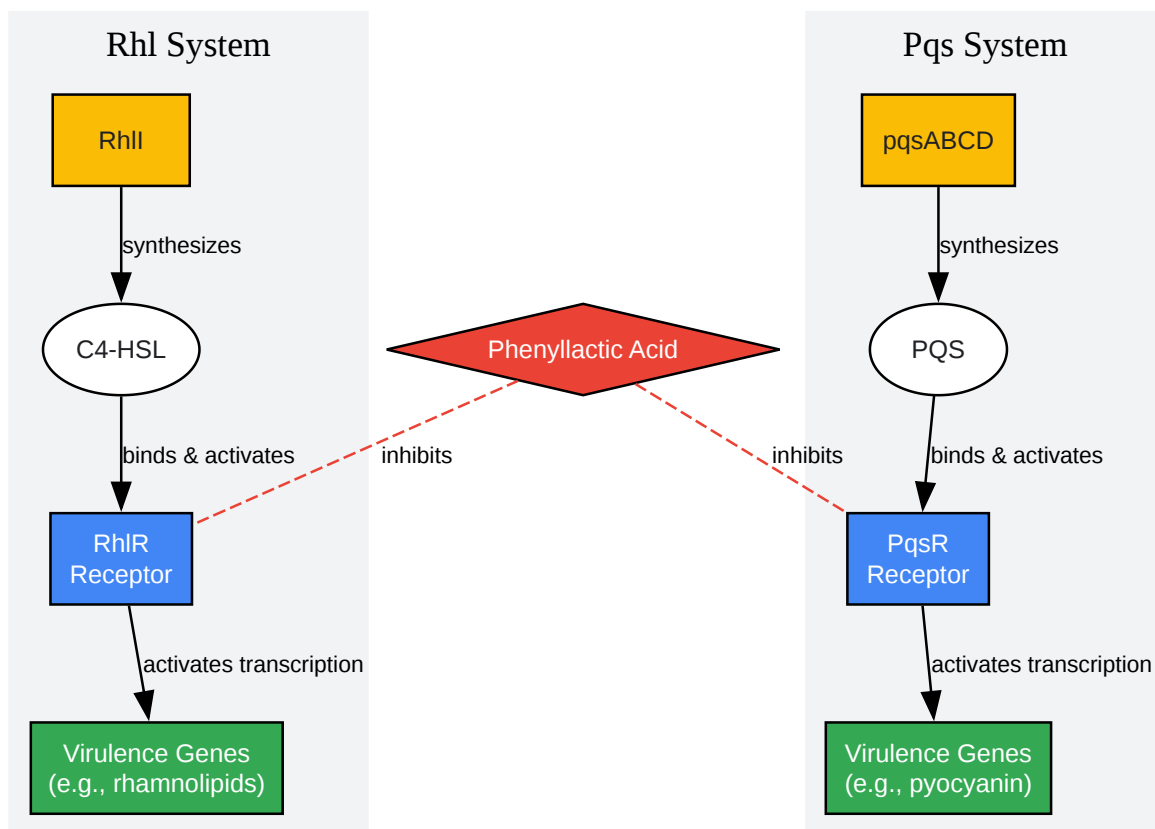 Rhl System
Pqs System
RhlI
pqsABCD
synthesizes
synthesizes
C4-HSL
Phenyllactic Acid
PQS
binds & activates
inhibits
inhibits
binds & activates
RhlR
Receptor
PqsR
Receptor
activates transcription
activates transcription
Virulence Genes
(e.g., rhamnolipids)
Virulence Genes
(e.g., pyocyanin)